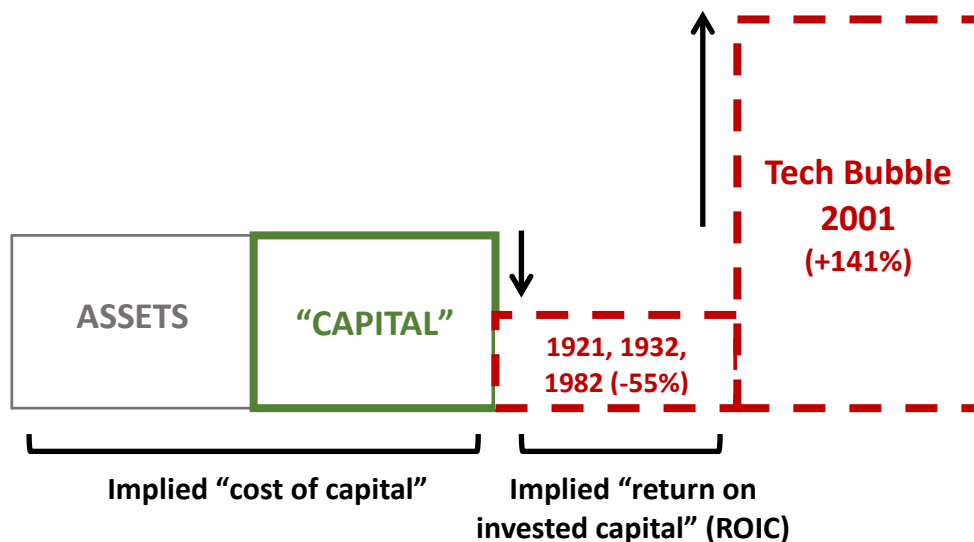 Tech Bubble
2001
(+141%)
ASSETS
“CAPITAL”
1921, 1932,
1982 (-55%)
Implied “cost of capital”
Implied “return on
invested capital” (ROIC)